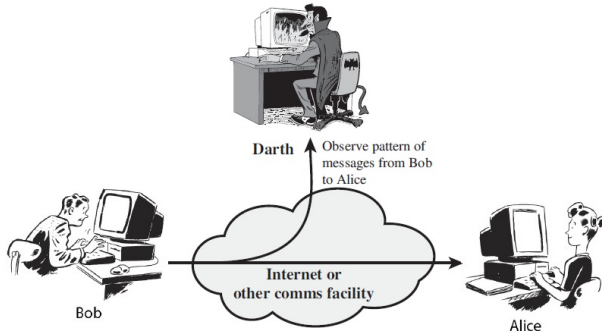 Darth
Observe pattern of
messages from Bob
to Alice
Internet or
other comms facility
Bob
Alice